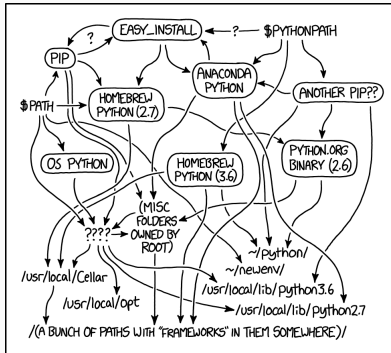 EASY_INSTALL
?
$PYTHONPATH
?
PIP
ANACONDA
PYTHON
ANOTHER PIP??
$PATH
HOMEBREW
PYTHON (2.7)
PYTHON.ORG
BINARY (2.6)
OS PYTHON
HOMEBREW
PYTHON (3.6)
(MISC
FOLDERS
OWNED BY
ROOT)
????
~/python/
~/newenv/
/usr/local/Cellar
/usr/local/lib/python3.6
/usr/local/opt
/usr/local/lib/python2.7
/(A BUNCH OF PATHS WITH "FRAMEWORKS" IN THEM SOMEWHERE)/